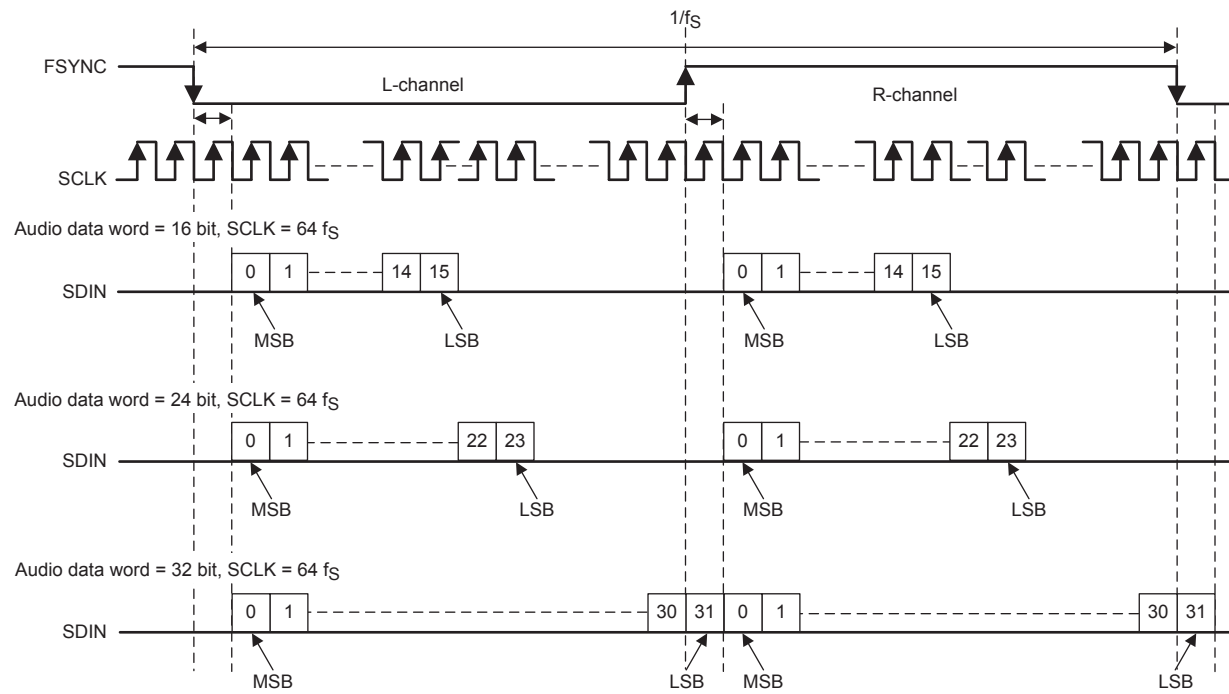 1/fS
FSYNC
L-channel
R-channel
SCLK
Audio data word = 16 bit, SCLK = 64 fS
SDIN
0 1 14 15 0 1 14 15
MSB LSB MSB LSB
Audio data word = 24 bit, SCLK = 64 fS
SDIN
0 1 22 23 0 1 22 23
MSB LSB MSB LSB
Audio data word = 32 bit, SCLK = 64 fS
SDIN
0 1 30 31 0 1 30 31
MSB LSB MSB LSB